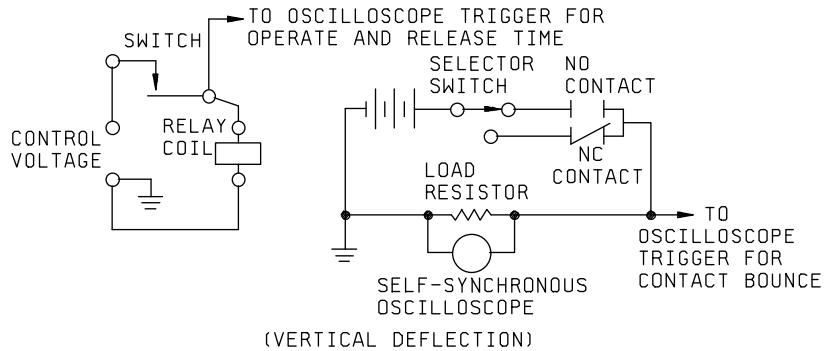 TO OSCILLOSCOPE TRIGGER FOR
OPERATE AND RELEASE TIME
SWITCH
CONTROL
VOLTAGE
RELAY
COIL
SELECTOR
SWITCH
NO
CONTACT
NC
CONTACT
LOAD
RESISTOR
TO
OSCILLOSCOPE
TRIGGER FOR
CONTACT BOUNCE
SELF-SYNCHRONOUS
OSCILLOSCOPE
(VERTICAL DEFLECTION)